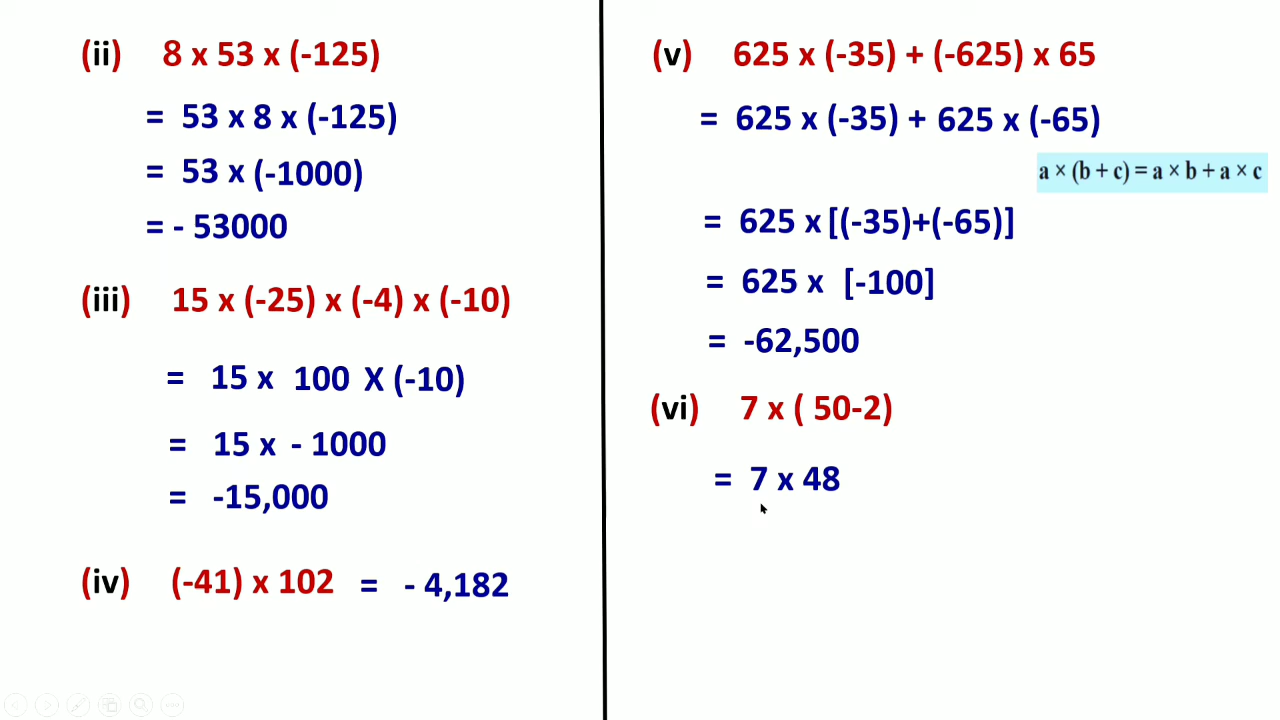 (ii) 8 x 53 x (-125)
= 53 x 8 x (-125)
= 53 x (-1000)
= - 53000
(iii) 15 x (-25) x (-4) x (-10)
= 15 x 100 X (-10)
= 15 x - 1000
= -15,000
(iv) (-41) x 102 = - 4,182
(v) 625 x (-35) + (-625) x 65
= 625 x (-35) + 625 x (-65)
a × (b + c) = a × b + a × c
= 625 x [(-35)+(-65)]
= 625 x [-100]
= -62,500
(vi) 7 x ( 50-2)
= 7 x 48